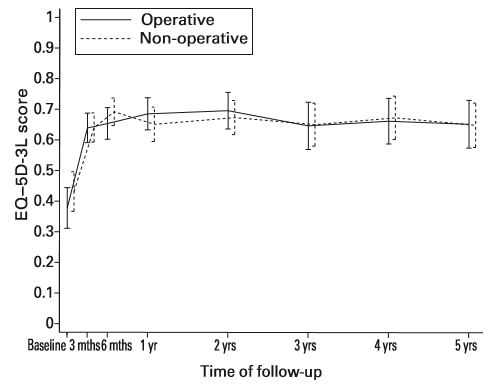 Operative
Non-operative
EQ–5D-3L score
1
0.9
0.8
0.7
0.6
0.5
0.4
0.3
0.2
0.1
0
Baseline 3 mths 6 mths 1 yr 2 yrs 3 yrs 4 yrs 5 yrs
Time of follow-up